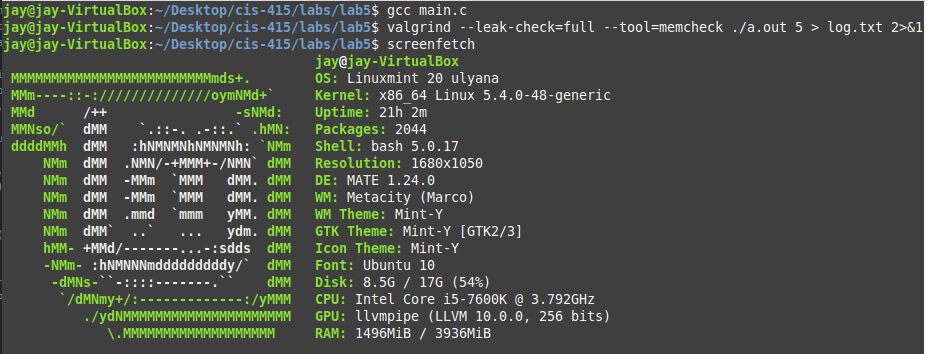 jay@jay-VirtualBox:~/Desktop/cis-415/labs/lab5$ gcc main.c
jay@jay-VirtualBox:~/Desktop/cis-415/labs/lab5$ valgrind --leak-check=full --tool=memcheck ./a.out 5 > log.txt 2>&1
jay@jay-VirtualBox:~/Desktop/cis-415/labs/lab5$ screenfetch
jay@jay-VirtualBox
MMMMMMMMMMMMMMMMMMMMMMMMMmds+. OS: Linuxmint 20 ulyana
MMm----::-://////////////oymNMd+` Kernel: x86_64 Linux 5.4.0-48-generic
MMd /++ -sNMd: Uptime: 21h 2m
MMNso/` dMM `.::-. .-::.` .hMN: Packages: 2044
ddddMMh dMM :hNMNMNhNMNMNh: `NMm Shell: bash 5.0.17
NMm dMM .NMN/-+MMM+-/NMN` dMM Resolution: 1680x1050
NMm dMM -MMm `MMM dMM. dMM DE: MATE 1.24.0
NMm dMM -MMm `MMM dMM. dMM WM: Metacity (Marco)
NMm dMM .mmd `mmm yMM. dMM WM Theme: Mint-Y
NMm dMM` ..` ... ydm. dMM GTK Theme: Mint-Y [GTK2/3]
hMM- +MMd/-------...-:sdds dMM Icon Theme: Mint-Y
-NMm- :hNMNNNmdddddddddy/` dMM Font: Ubuntu 10
-dMNs-``-::::-------.`` dMM Disk: 8.5G / 17G (54%)
`/dMNmy+/:-------------:/yMMM CPU: Intel Core i5-7600K @ 3.792GHz
./ydNMMMMMMMMMMMMMMMMMMMMM GPU: llvmpipe (LLVM 10.0.0, 256 bits)
\.MMMMMMMMMMMMMMMMMMM RAM: 1496MiB / 3936MiB